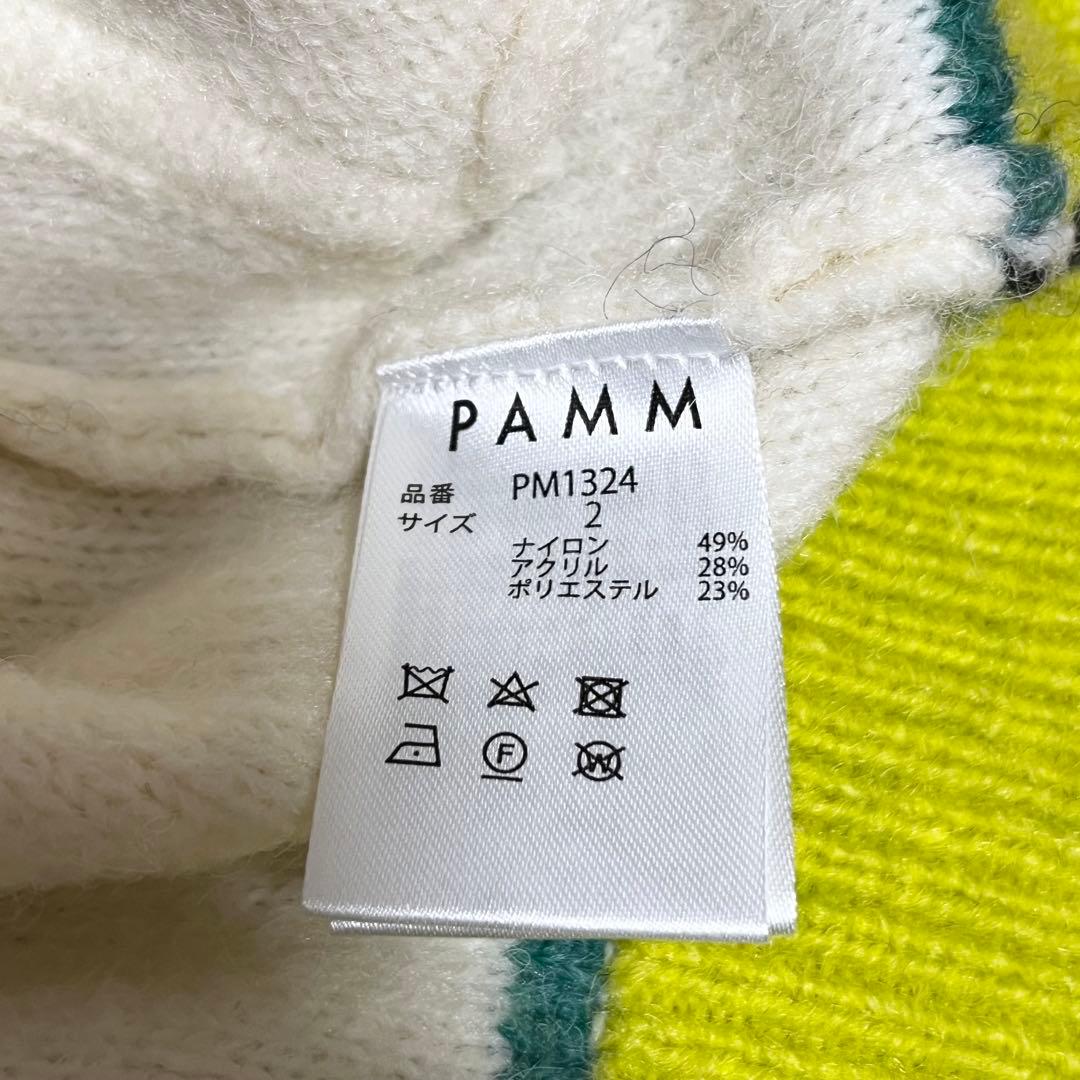 PAMM
品番 PM1324
サイズ 2
ナイロン 49%
アクリル 28%
ポリエステル 23%
F
W